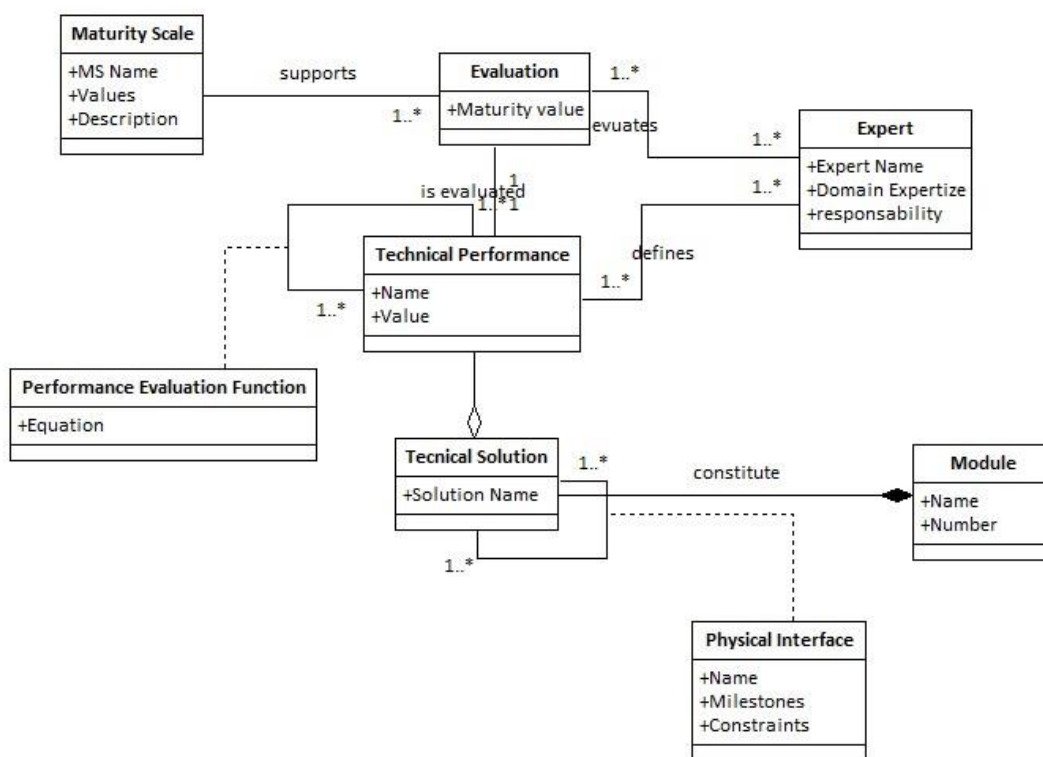 Maturity Scale
+MS Name
+Values
+Description
supports
1..*
Evaluation
+Maturity value
1..*
evuates
1..*
Expert
+Expert Name
+Domain Expertize
+responsability
1..*
1
is evaluated
1..*
1
Technical Performance
+Name
+Value
1..*
defines
1..*
Performance Evaluation Function
+Equation
Tecnical Solution
+Solution Name
1..*
1..*
constitute
Module
+Name
+Number
Physical Interface
+Name
+Milestones
+Constraints